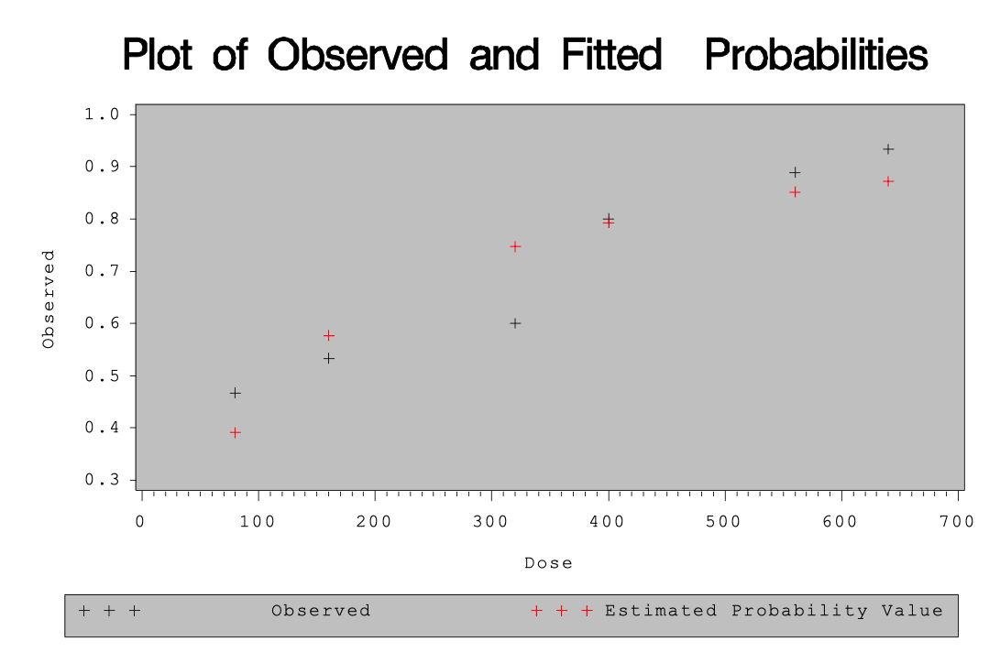 Plot of Observed and Fitted Probabilities
1.0
0.9
0.8
0.7
0.6
0.5
0.4
0.3
Observed
0 100 200 300 400 500 600 700
Dose
Observed Estimated Probability Value